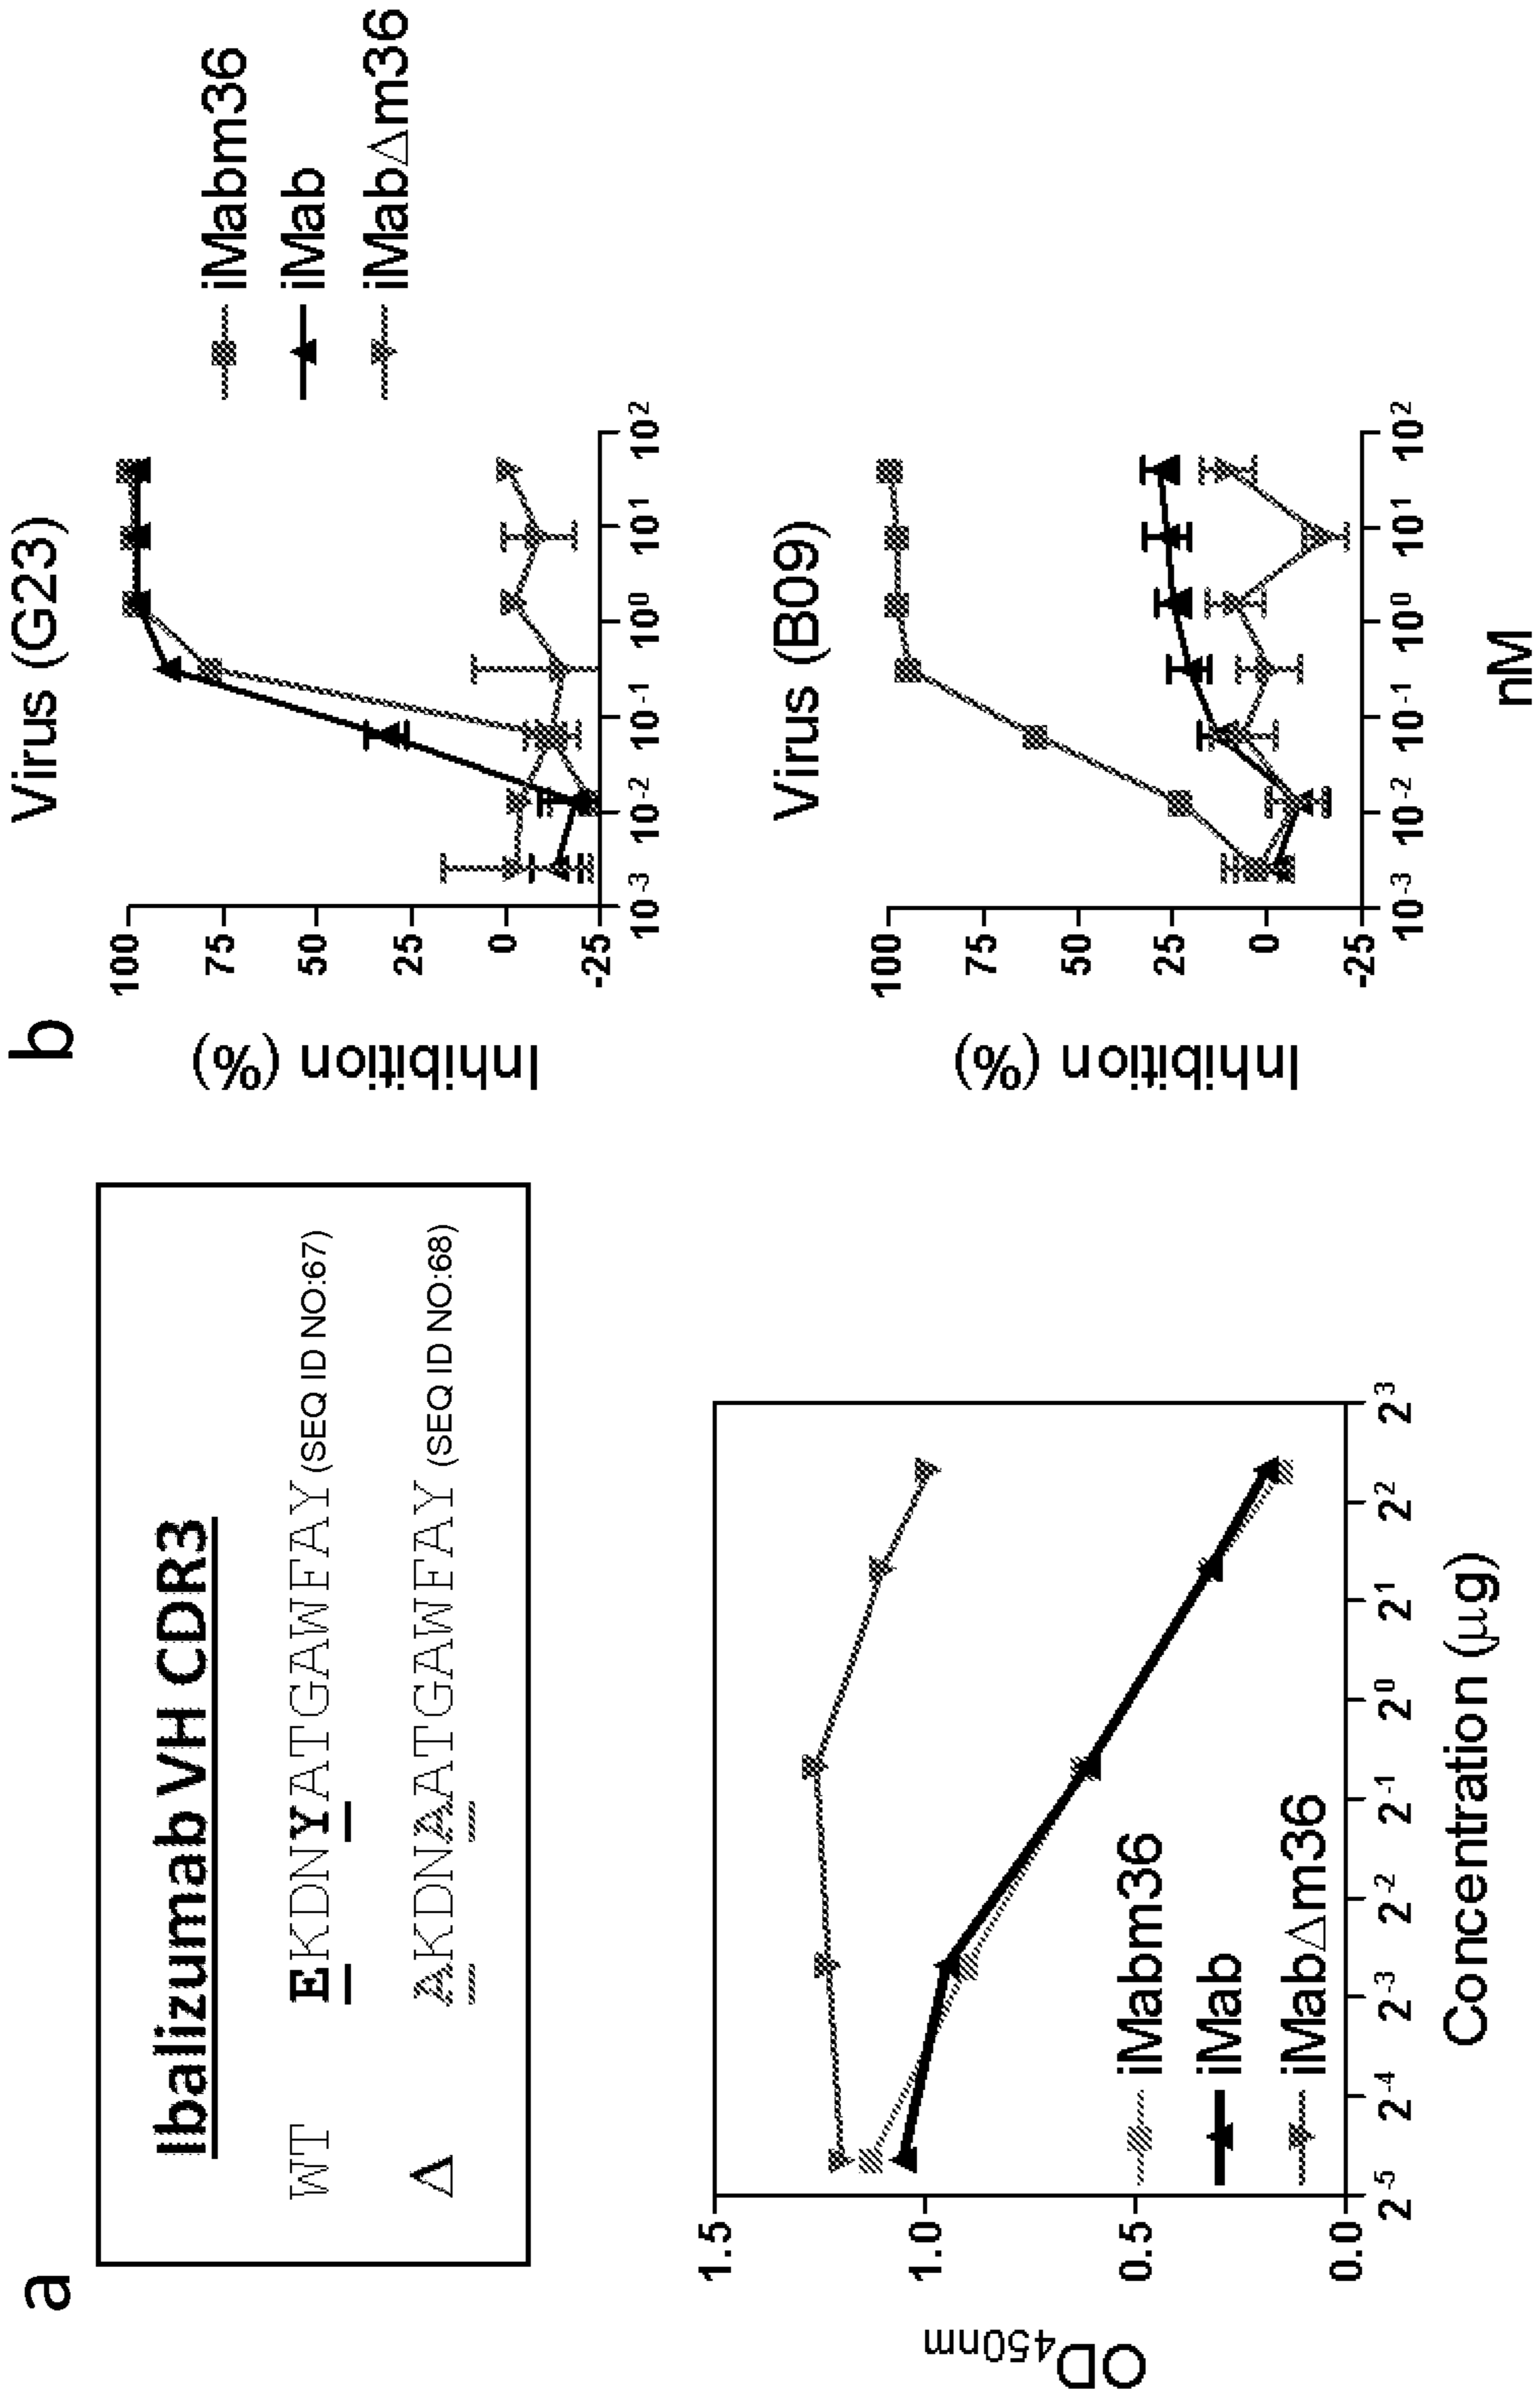 a
Ibalizumab VH CDR3
WT EKDNYATGAWFAY (SEQ ID NO:67)
Δ AKDNAATGAWFAY (SEQ ID NO:68)
OD450nm
1.5
1.0
0.5
0.0
iMabm36
iMab
iMabΔm36
2-5 2-4 2-3 2-2 2-1 20 21 22 23
Concentration (µg)
b
Virus (G23)
Inhibition (%)
100
75
50
25
0
-25
10-3 10-2 10-1 100 101 102
iMabm36
iMab
iMabΔm36
Virus (B09)
Inhibition (%)
100
75
50
25
0
-25
10-3 10-2 10-1 100 101 102
nM